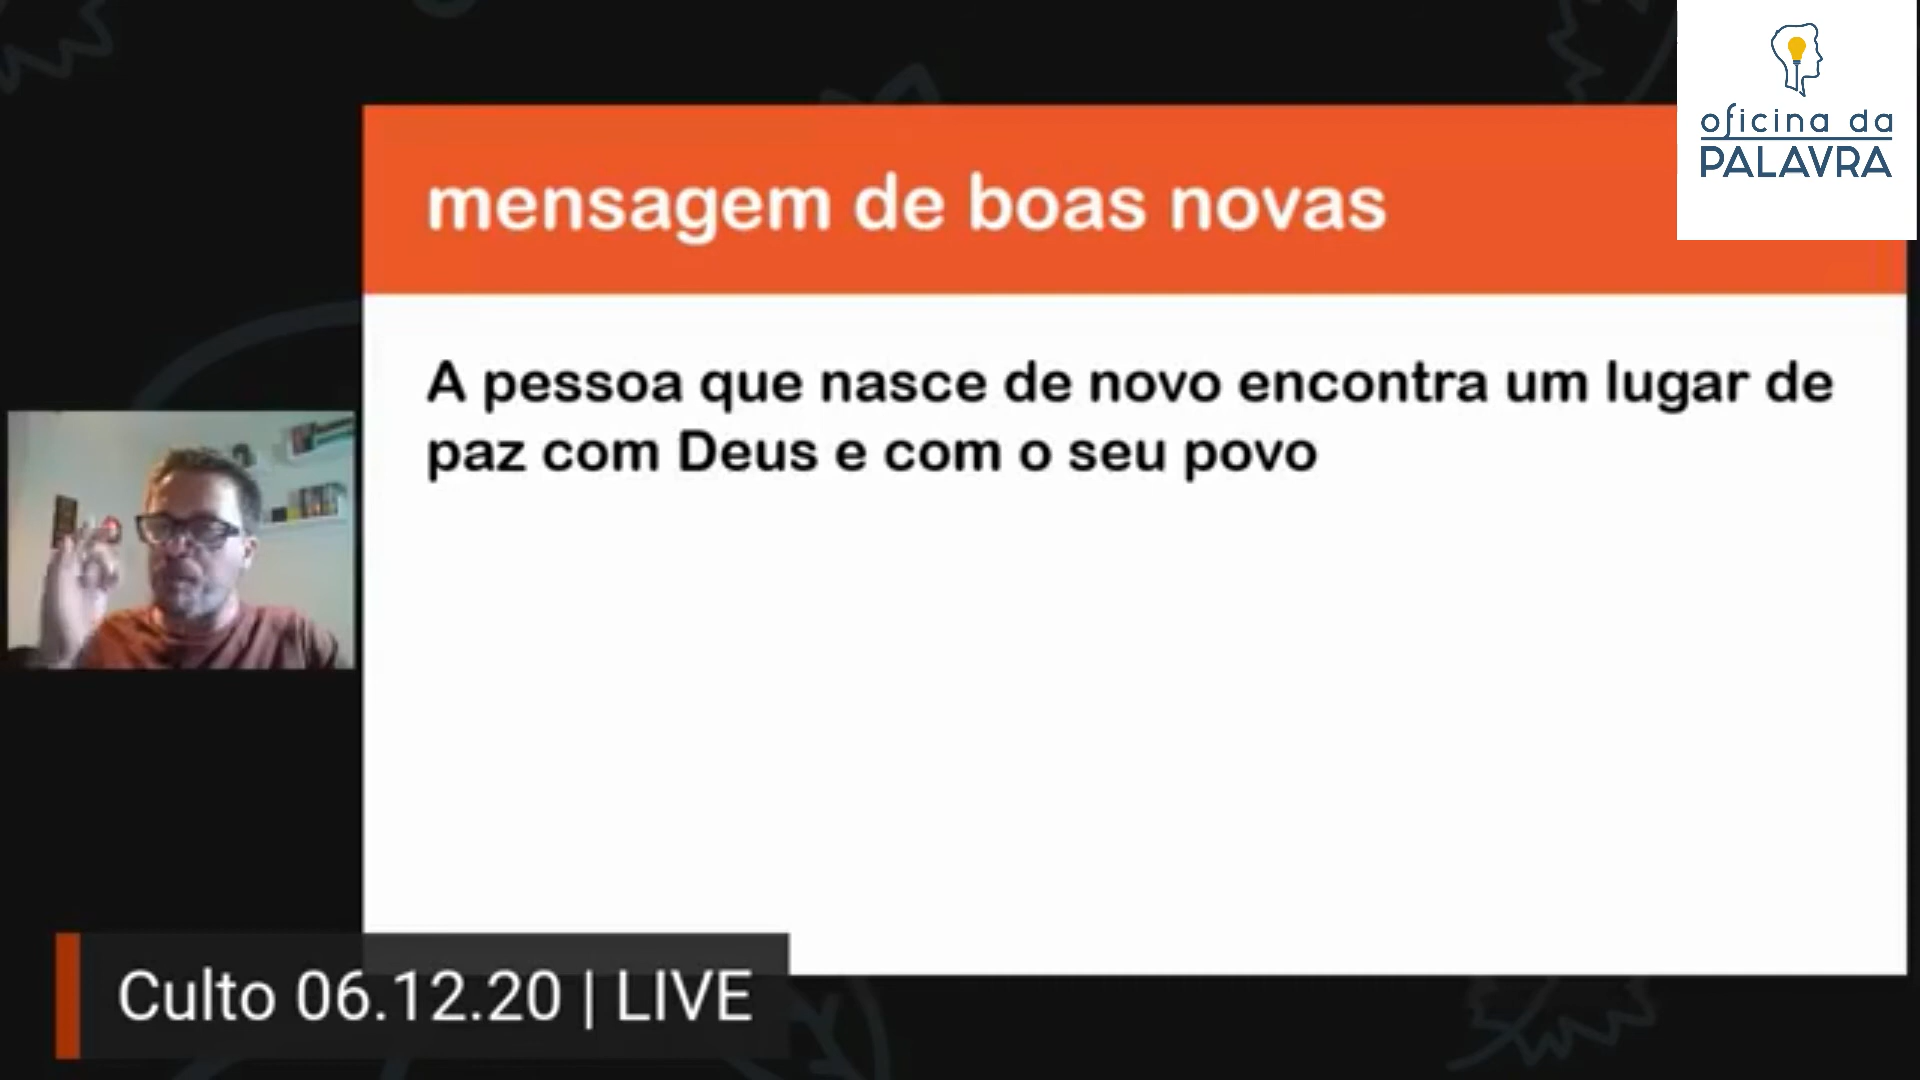 oficina da
PALAVRA
mensagem de boas novas
A pessoa que nasce de novo encontra um lugar de
paz com Deus e com o seu povo
Culto 06.12.20 | LIVE